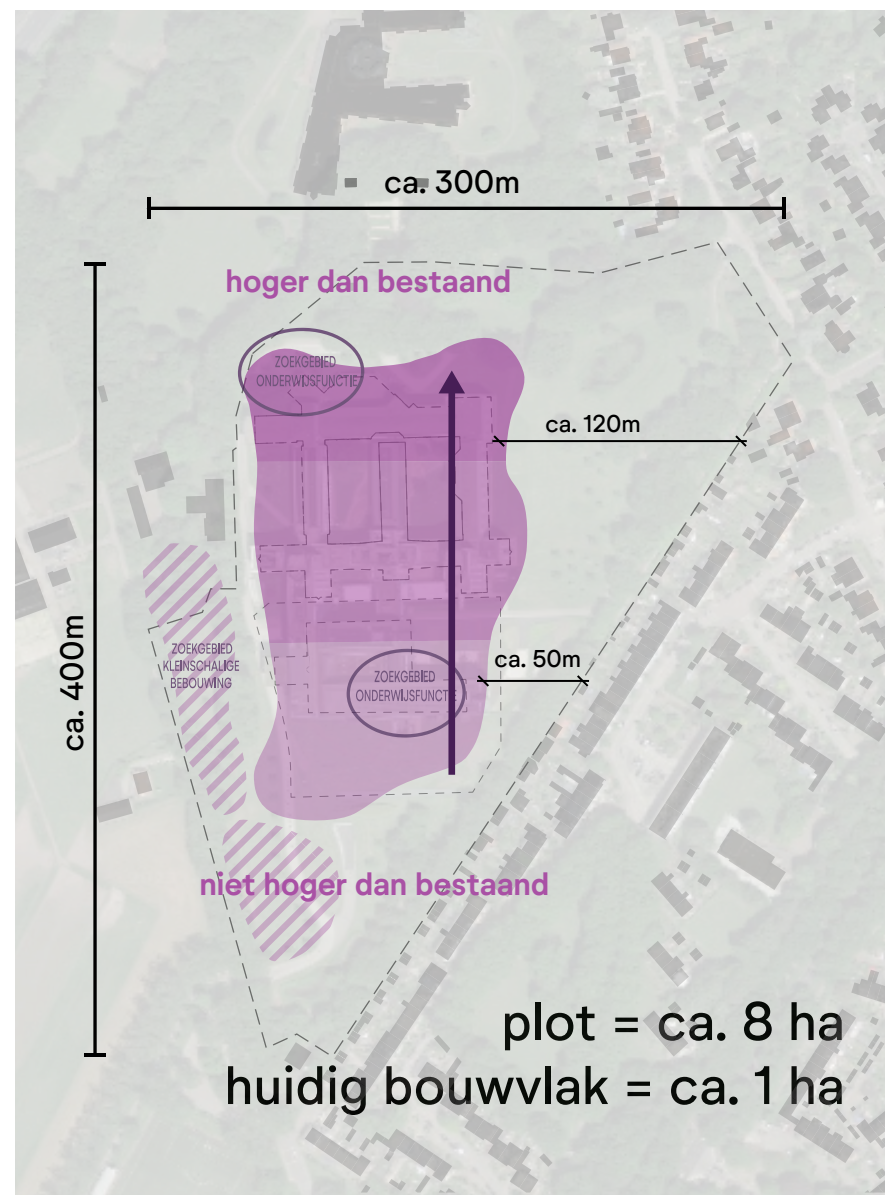 ca. 300m
hoger dan bestaand
ZOEKGEBIED
ONDERWIJSFUNCTIE
ca. 120m
ca. 400m
ZOEKGEBIED
KLEINSCHALIGE
BEBOUWING
ca. 50m
ZOEKGEBIED
ONDERWIJSFUNCTIE
niet hoger dan bestaand
plot = ca. 8 ha
huidig bouwvlak = ca. 1 ha